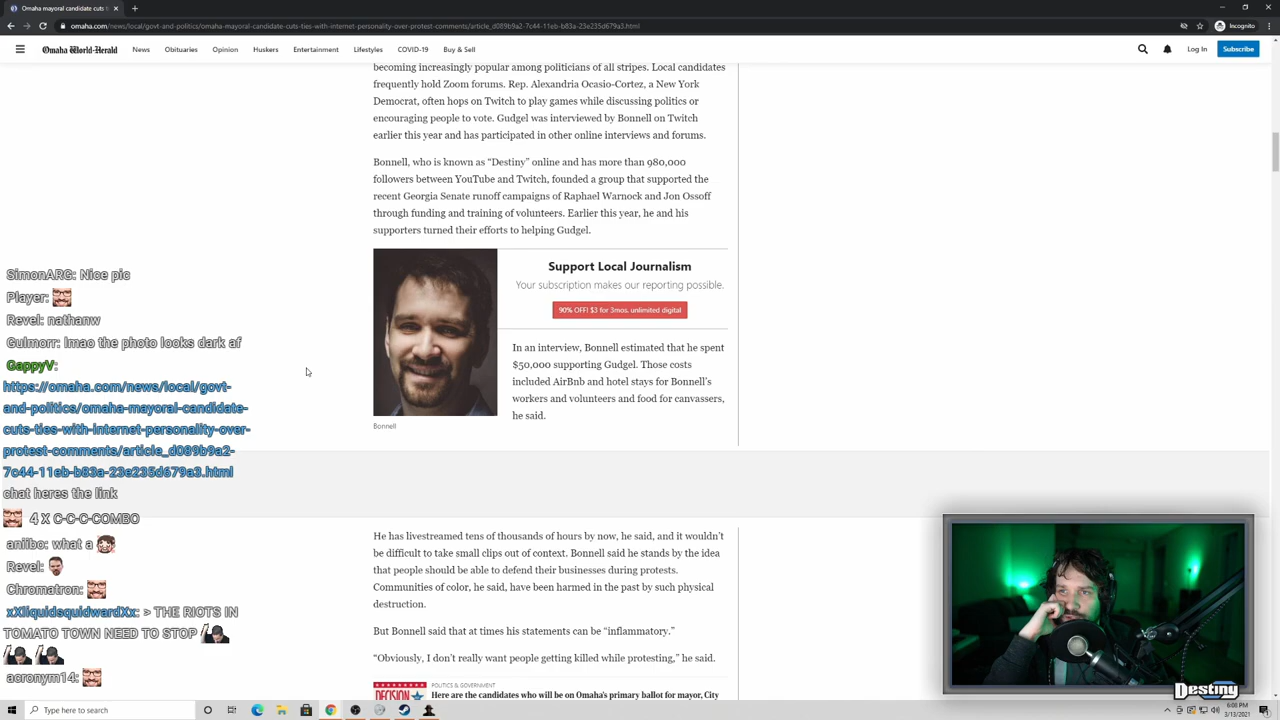 Omaha mayoral candidate cuts t
omaha.com/news/local/govt-and-politics/omaha-mayoral-candidate-cuts-ties-with-internet-personality-over-protest-comments/article_d089b9a2-7c44-11eb-b83a-23e235d679a3.html
Incognito
Omaha World-Herald
News
Obituaries
Opinion
Huskers
Entertainment
Lifestyles
COVID-19
Buy & Sell
Log In
Subscribe
becoming increasingly popular among politicians of all stripes. Local candidates
frequently hold Zoom forums. Rep. Alexandria Ocasio-Cortez, a New York
Democrat, often hops on Twitch to play games while discussing politics or
encouraging people to vote. Gudgel was interviewed by Bonnell on Twitch
earlier this year and has participated in other online interviews and forums.
Bonnell, who is known as “Destiny” online and has more than 980,000
followers between YouTube and Twitch, founded a group that supported the
recent Georgia Senate runoff campaigns of Raphael Warnock and Jon Ossoff
through funding and training of volunteers. Earlier this year, he and his
supporters turned their efforts to helping Gudgel.
Support Local Journalism
Your subscription makes our reporting possible.
90% OFF! $3 for 3mos. unlimited digital
In an interview, Bonnell estimated that he spent
$50,000 supporting Gudgel. Those costs
included AirBnb and hotel stays for Bonnell’s
workers and volunteers and food for canvassers,
he said.
Bonnell
He has livestreamed tens of thousands of hours by now, he said, and it wouldn’t
be difficult to take small clips out of context. Bonnell said he stands by the idea
that people should be able to defend their businesses during protests.
Communities of color, he said, have been harmed in the past by such physical
destruction.
But Bonnell said that at times his statements can be “inflammatory.”
“Obviously, I don’t really want people getting killed while protesting,” he said.
DECISION
POLITICS & GOVERNMENT
Here are the candidates who will be on Omaha's primary ballot for mayor, City
SimonARG: Nice pic
Player:
Revel: nathanw
Gulmorr: lmao the photo looks dark af
GappyV:
https://omaha.com/news/local/govt-
and-politics/omaha-mayoral-candidate-
cuts-ties-with-internet-personality-over-
protest-comments/article_d089b9a2-
7c44-11eb-b83a-23e235d679a3.html
chat heres the link
4 X C-C-C-COMBO
aniibo: what a
Revel:
Chromatron:
xXliquidsquidwardXx: > THE RIOTS IN
TOMATO TOWN NEED TO STOP
acronym14:
Destiny
Type here to search
6:08 PM
3/13/2021